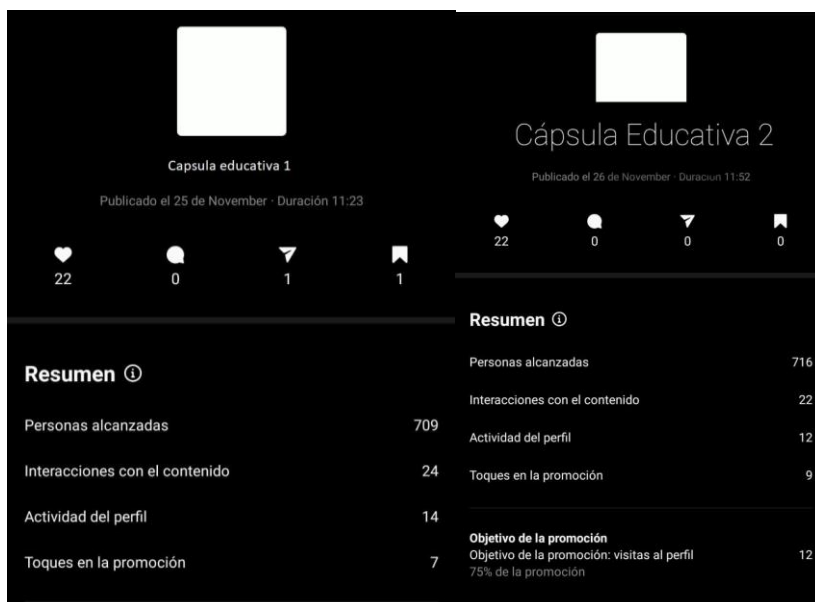 Capsula educativa 1
Publicado el 25 de November · Duración 11:23
22
0
1
1
Resumen
Personas alcanzadas 709
Interacciones con el contenido 24
Actividad del perfil 14
Toques en la promoción 7
Cápsula Educativa 2
Publicado el 26 de November · Duración 11:52
22
0
0
0
Resumen
Personas alcanzadas 716
Interacciones con el contenido 22
Actividad del perfil 12
Toques en la promoción 9
Objetivo de la promoción
Objetivo de la promoción: visitas al perfil 12
75% de la promoción